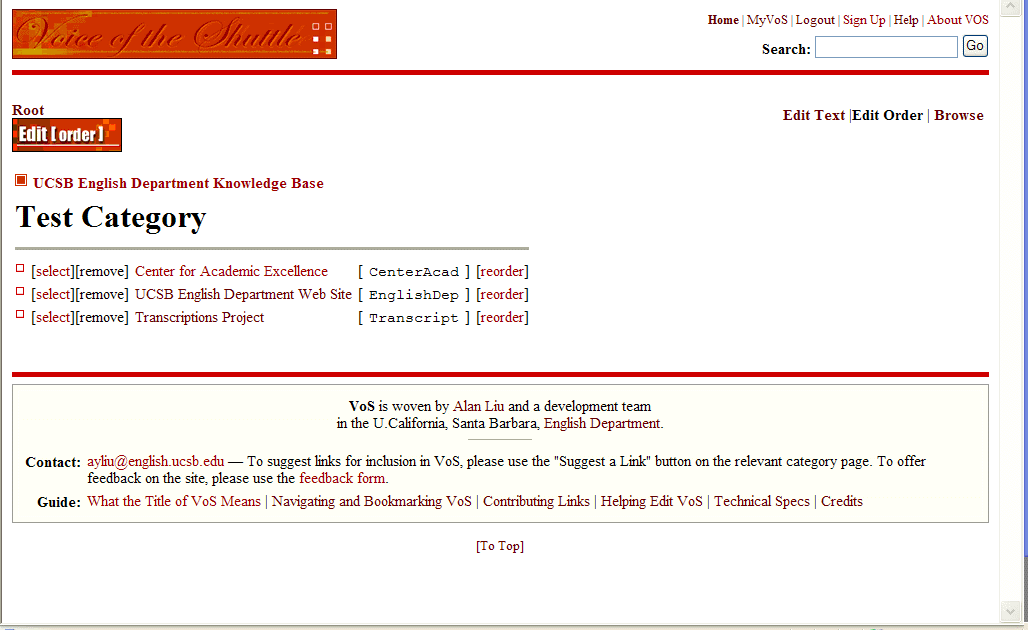 Voice of the Shuttle
Home | MyVoS | Logout | Sign Up | Help | About VOS
Search: Go
Root
Edit [ order ]
Edit Text |Edit Order | Browse
UCSB English Department Knowledge Base
Test Category
[select][remove] Center for Academic Excellence [ CenterAcad ] [reorder]
[select][remove] UCSB English Department Web Site [ EnglishDep ] [reorder]
[select][remove] Transcriptions Project [ Transcript ] [reorder]
VoS is woven by Alan Liu and a development team
in the U.California, Santa Barbara, English Department.
Contact: ayliu@english.ucsb.edu — To suggest links for inclusion in VoS, please use the "Suggest a Link" button on the relevant category page. To offer
feedback on the site, please use the feedback form.
Guide: What the Title of VoS Means | Navigating and Bookmarking VoS | Contributing Links | Helping Edit VoS | Technical Specs | Credits
[To Top]